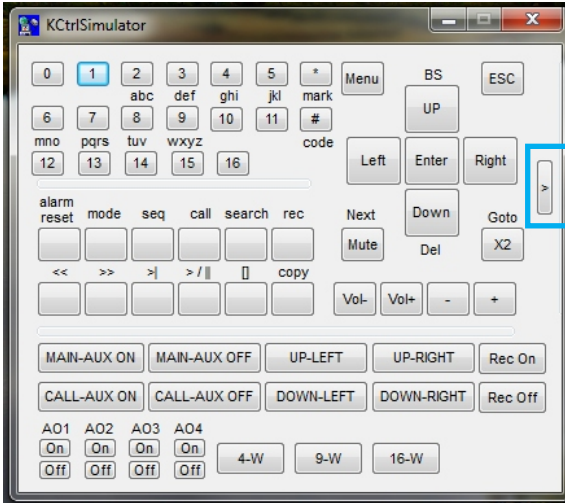 KCtrlSimulator
0 1 2 3 4 5 * Menu BS ESC
abc def ghi jkl mark
UP
6 7 8 9 10 11 #
mno pqrs tuv wxyz code
12 13 14 15 16 Left Enter Right
>
alarm
reset mode seq call search rec Next Down Goto
Mute Del X2
<< >> >| > / || [] copy
Vol- Vol+ - +
MAIN-AUX ON MAIN-AUX OFF UP-LEFT UP-RIGHT Rec On
CALL-AUX ON CALL-AUX OFF DOWN-LEFT DOWN-RIGHT Rec Off
AO1 AO2 AO3 AO4
On On On On
4-W 9-W 16-W
Off Off Off Off